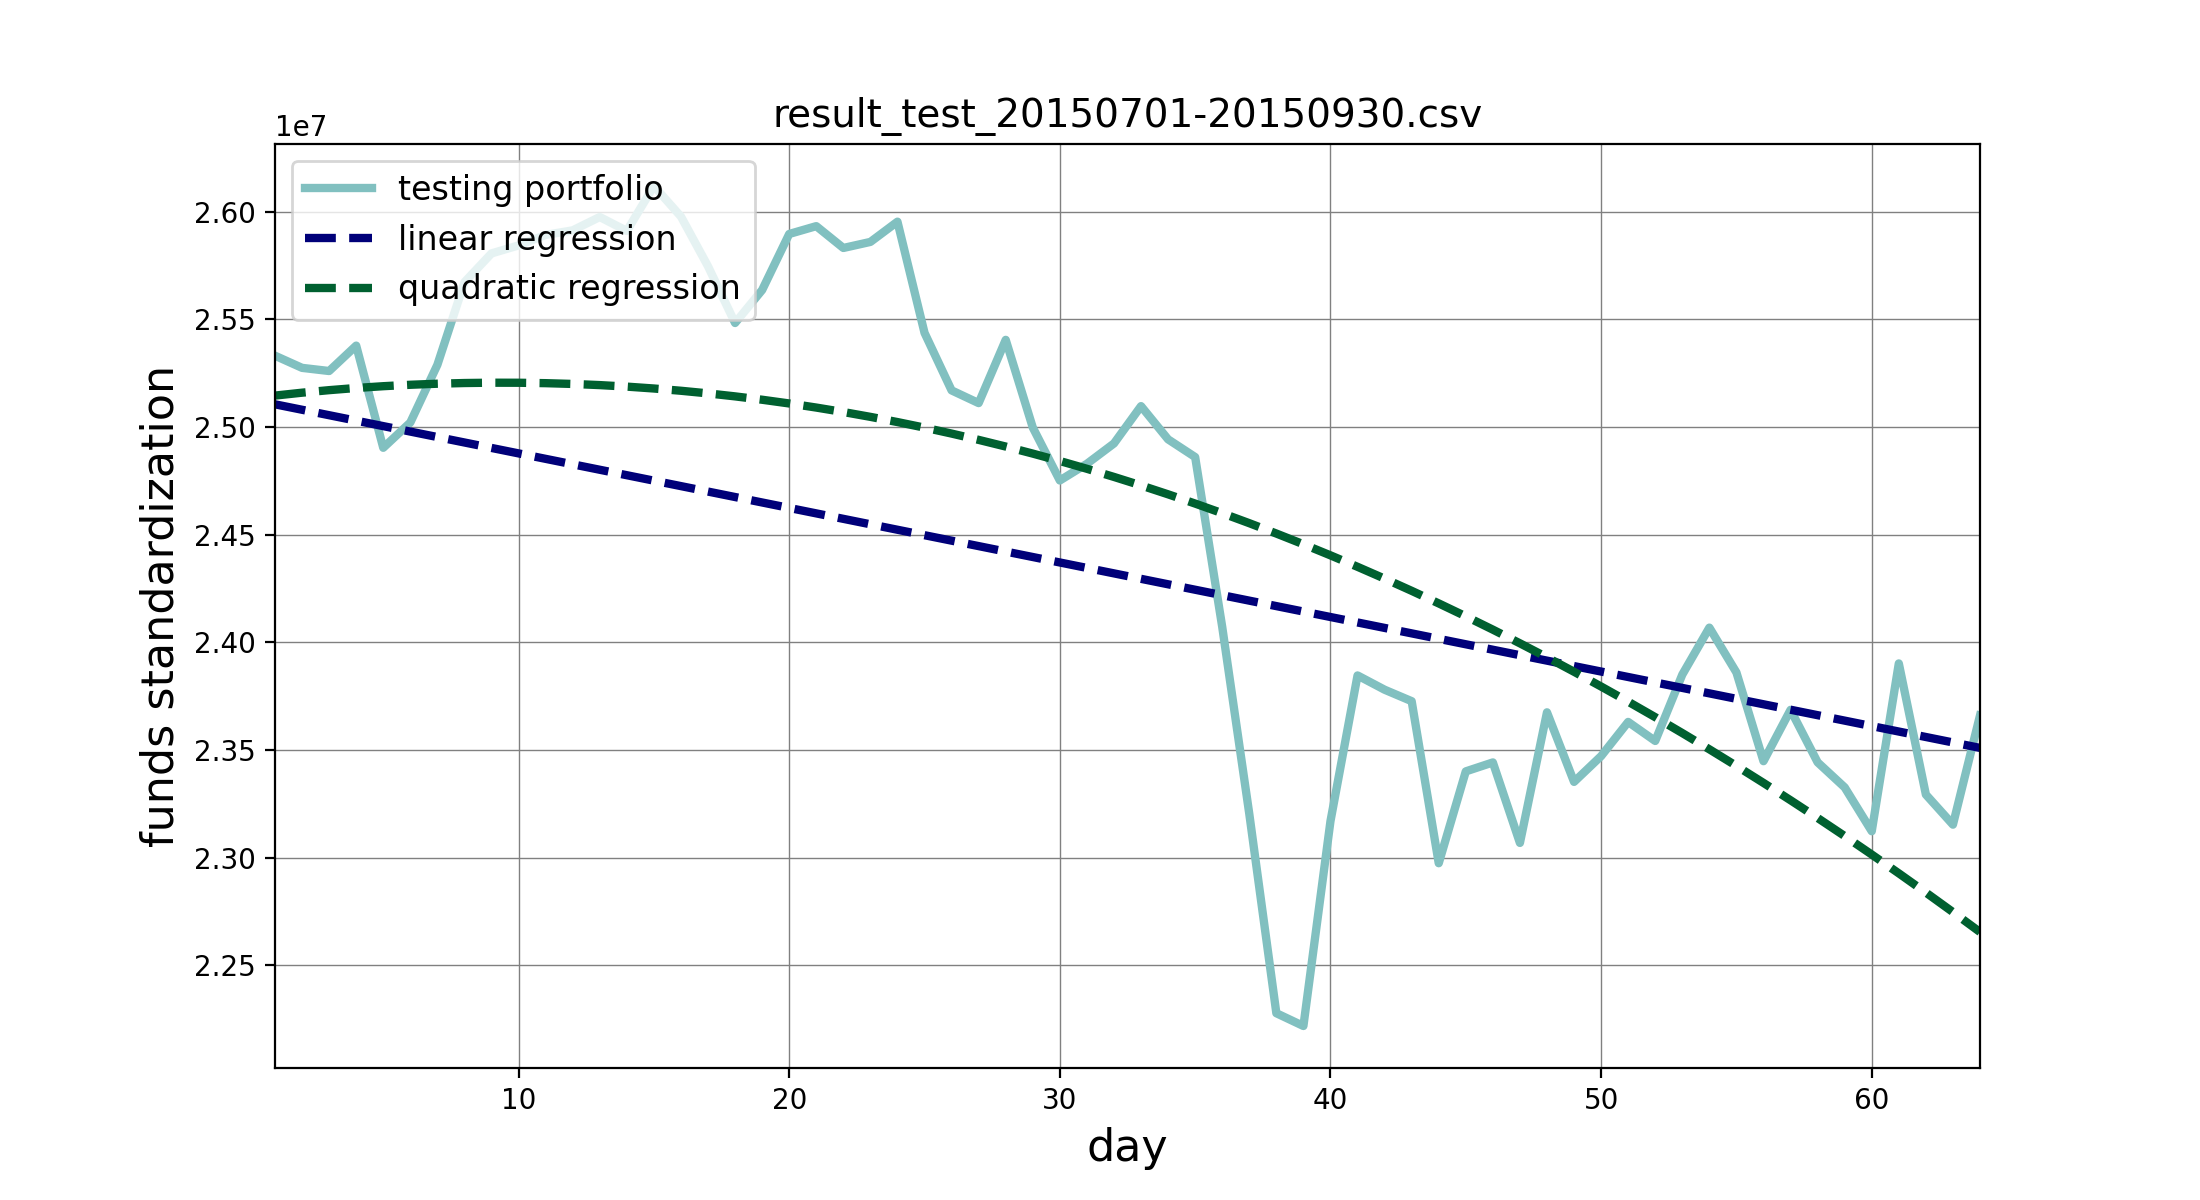 result_test_20150701-20150930.csv
1e7
testing portfolio
linear regression
quadratic regression
funds standardization
2.60
2.55
2.50
2.45
2.40
2.35
2.30
2.25
10 20 30 40 50 60
day